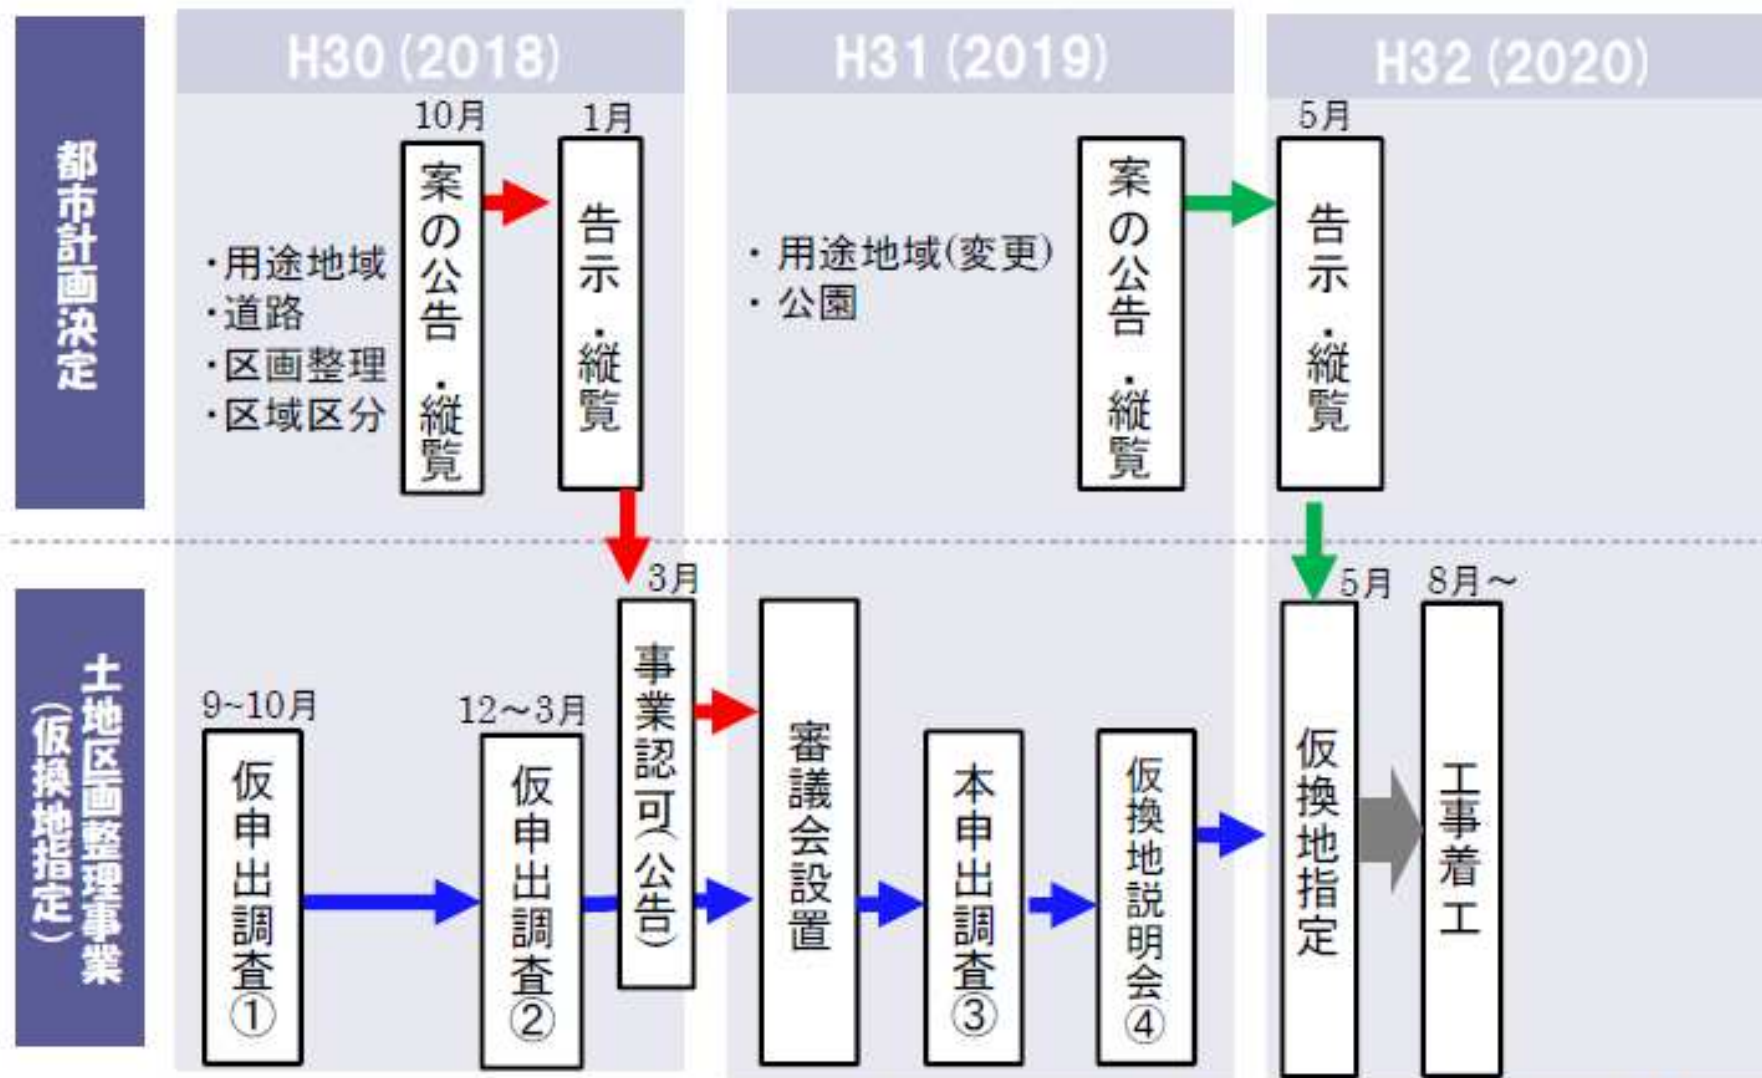 H30(2018)
H31(2019)
H32(2020)
都市計画決定
10月
案の公告・縦覧
1月
告示・縦覧
・用途地域
・道路
・区画整理
・区域区分
・用途地域(変更)
・公園
案の公告・縦覧
5月
告示・縦覧
土地区画整理事業
(仮換地指定)
9~10月
仮申出調査①
12～3月
仮申出調査②
3月
事業認可(公告)
審議会設置
本申出調査③
仮換地説明会④
5月
仮換地指定
8月～
工事着工